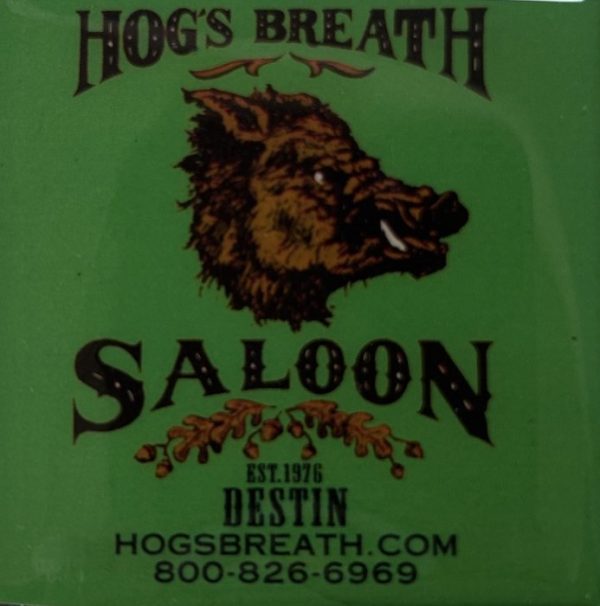 HOG'S BREATH
SALOON
EST.1976
DESTIN
HOGSBREATH.COM
800-826-6969